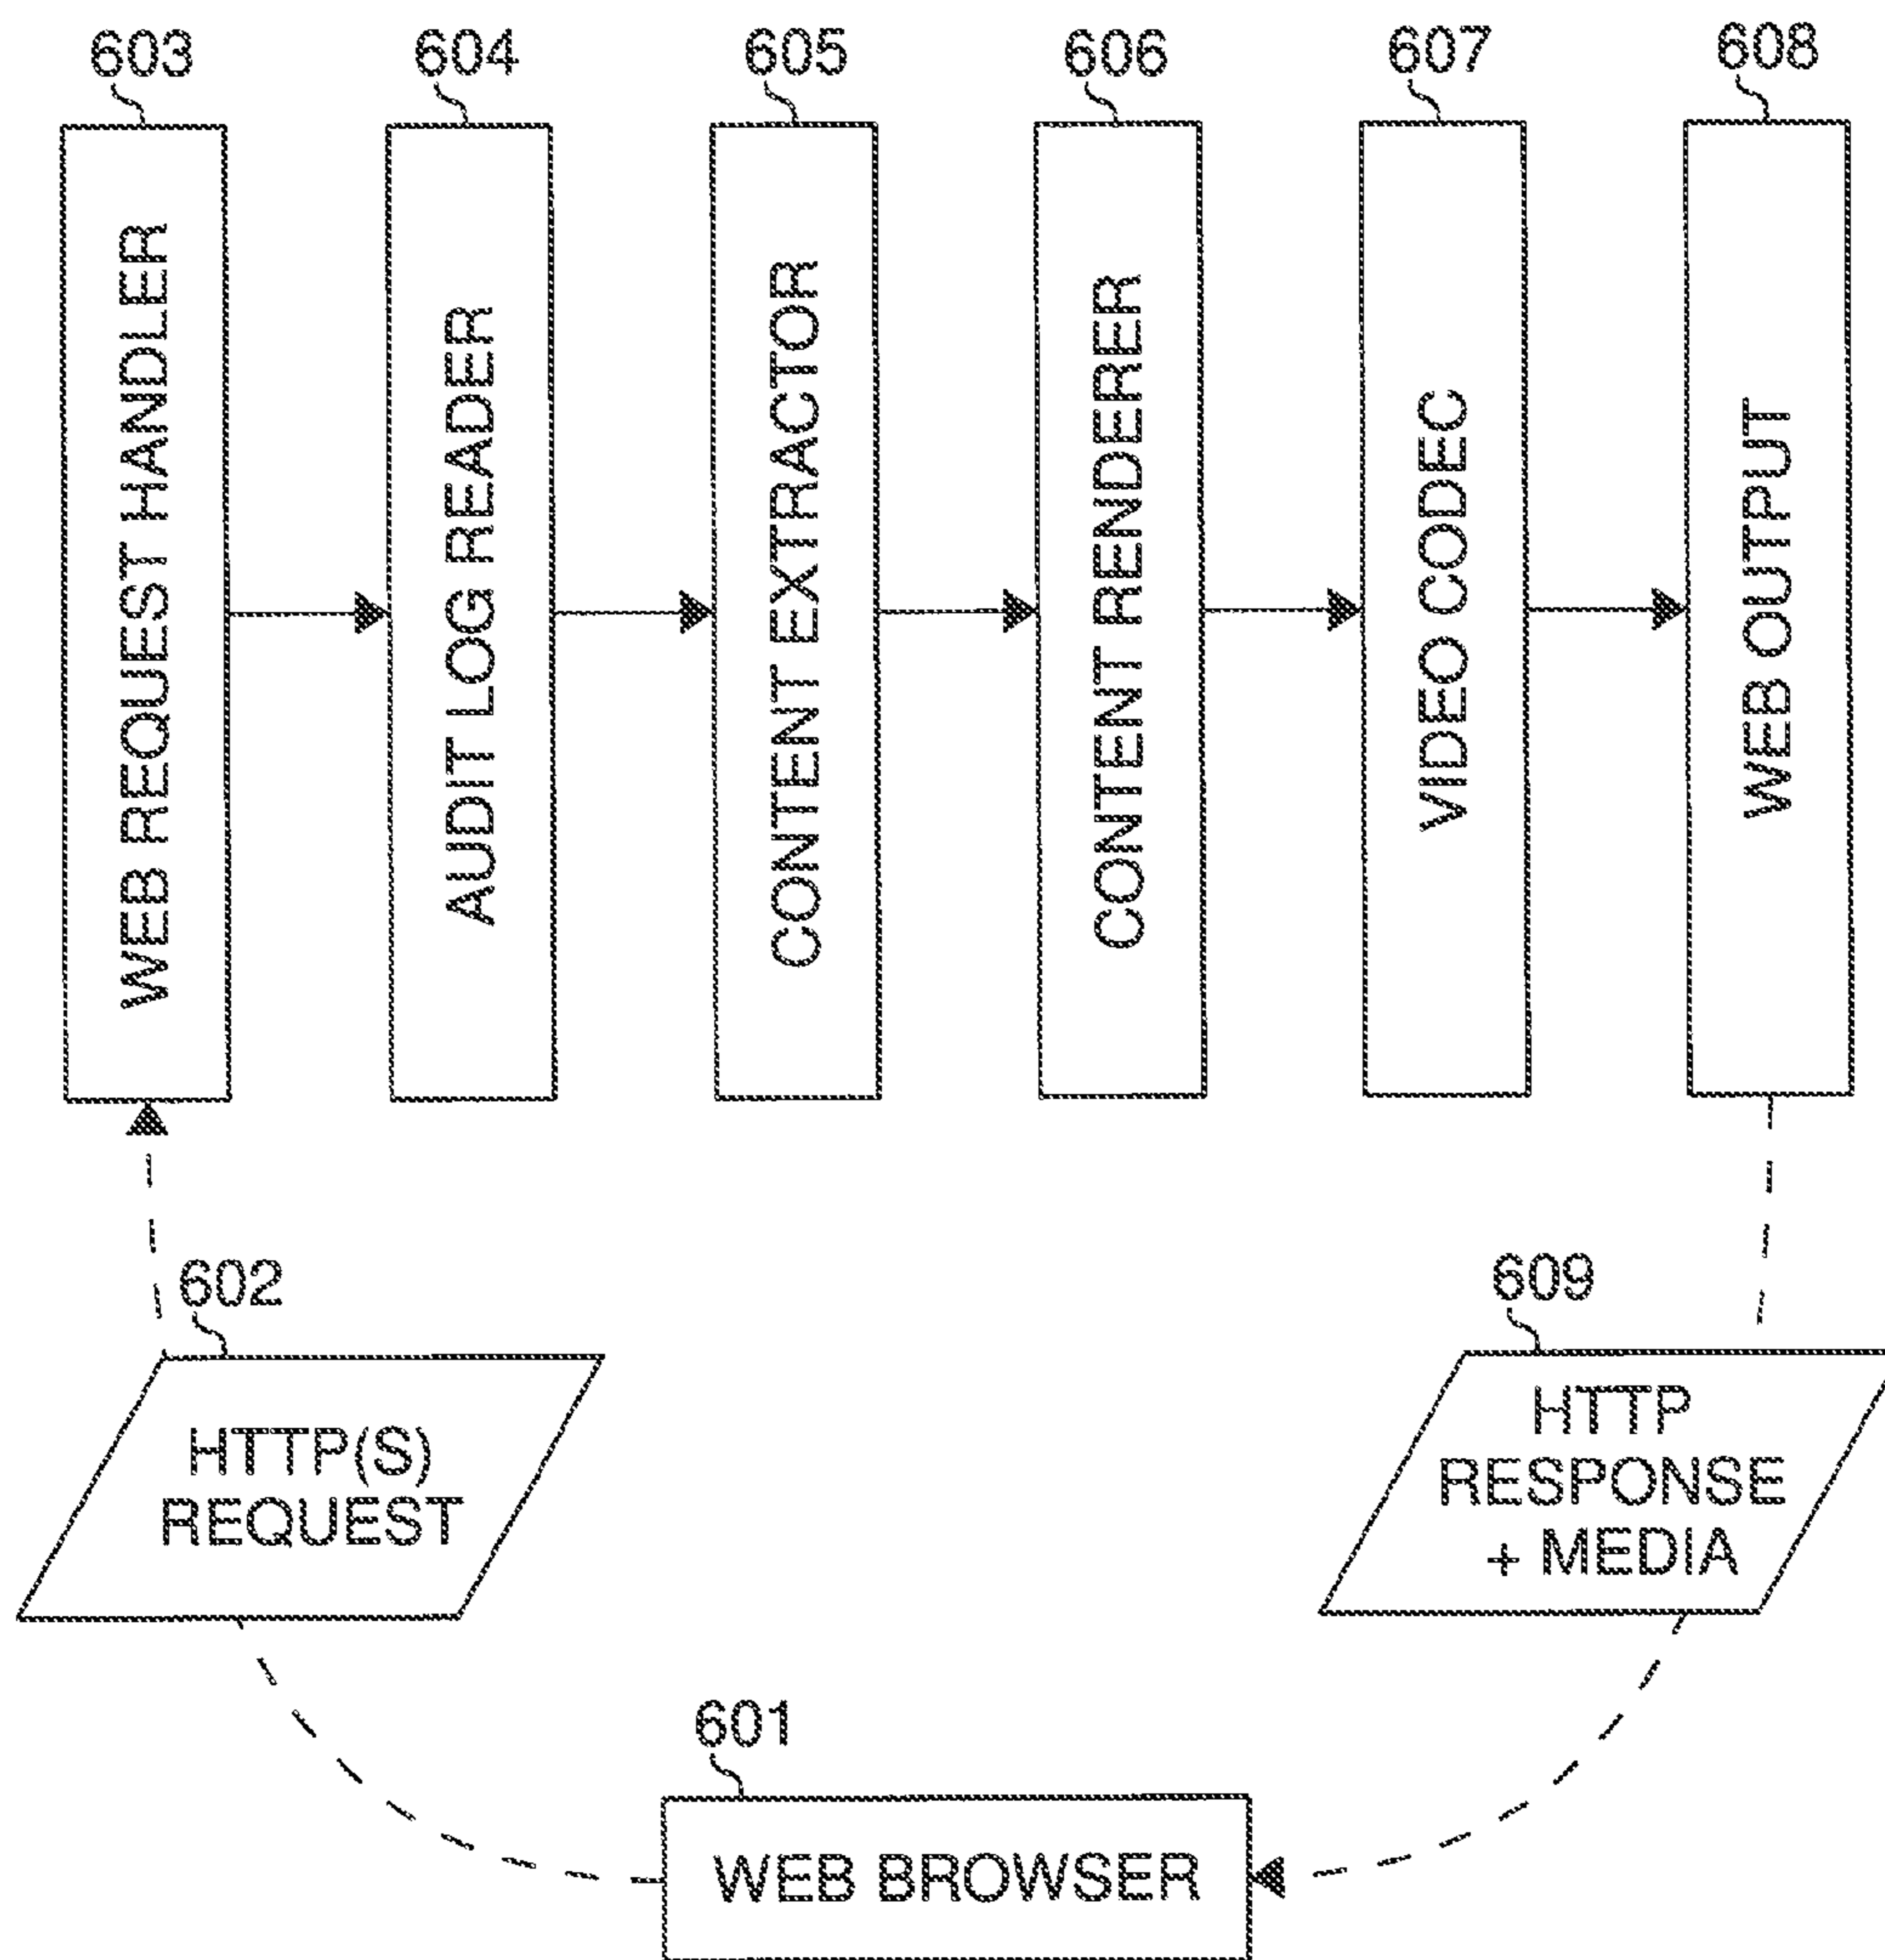 603
604
605
606
607
608
WEB REQUEST HANDLER
AUDIT LOG READER
CONTENT EXTRACTOR
CONTENT RENDERER
VIDEO CODEC
WEB OUTPUT
602
609
HTTP(S)
REQUEST
HTTP
RESPONSE
+ MEDIA
601
WEB BROWSER